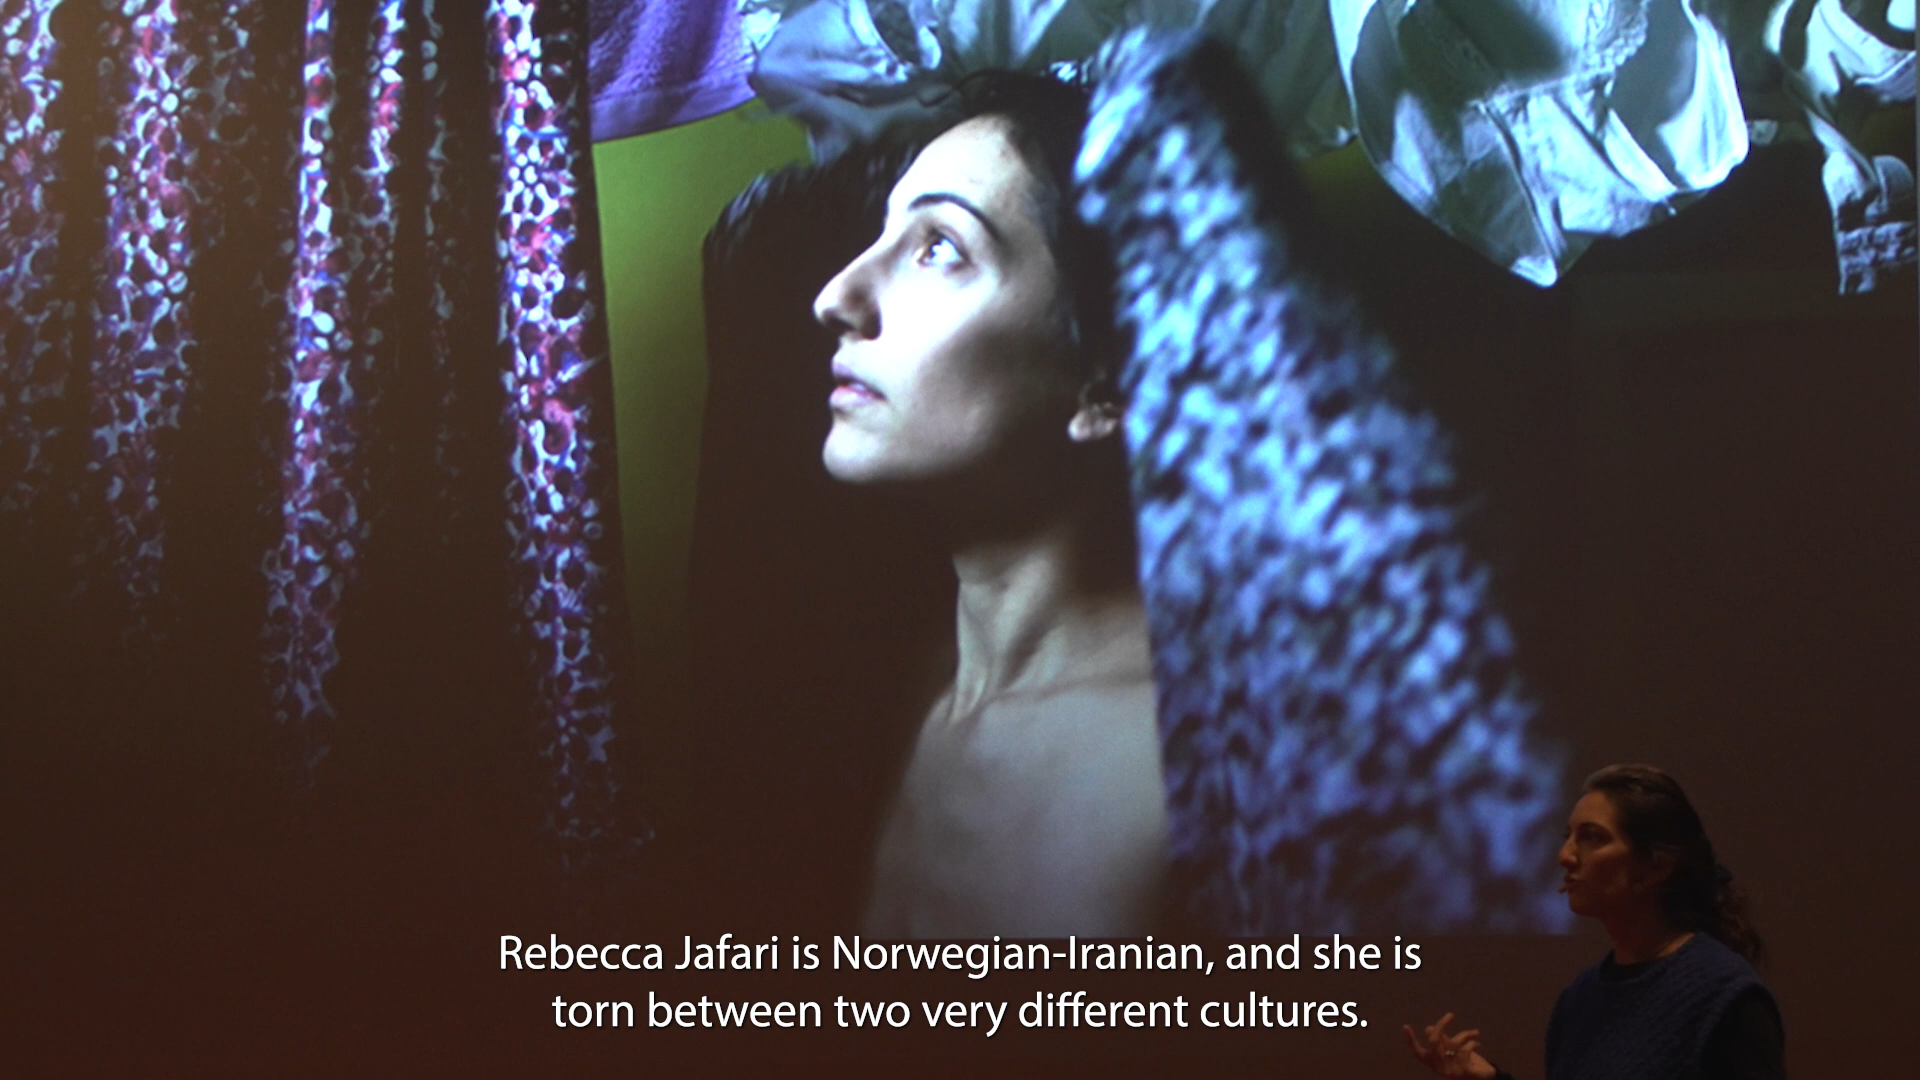 Rebecca Jafari is Norwegian-Iranian, and she is
torn between two very different cultures.